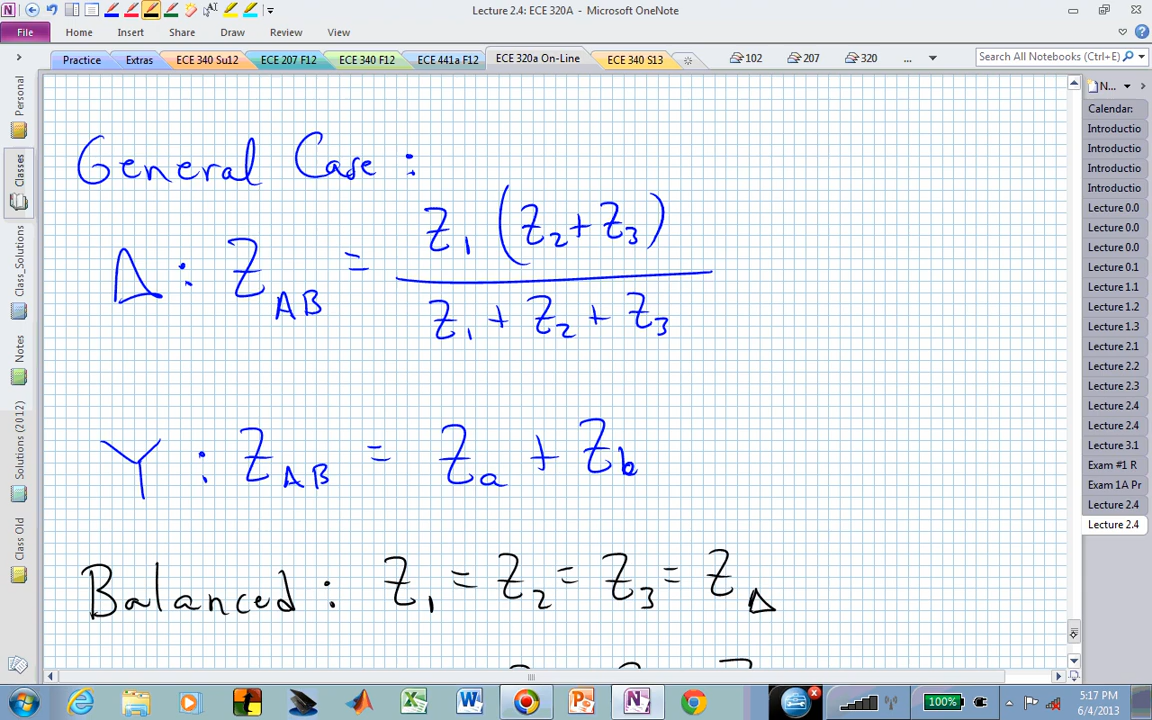 Lecture 2.4: ECE 320A - Microsoft OneNote
File Home Insert Share Draw Review View
Practice Extras ECE 340 Su12 ECE 207 F12 ECE 340 F12 ECE 441a F12 ECE 320a On-Line ECE 340 S13 102 207 320 ... Search All Notebooks (Ctrl+E)
Personal
Classes
Class_Solutions
Notes
Solutions (2012)
Class Old
General Case:
Δ: Z_AB = Z_1 (Z_2 + Z_3) / Z_1 + Z_2 + Z_3
Y: Z_AB = Z_a + Z_b
Balanced: Z_1 = Z_2 = Z_3 = Z_Δ
N...
Calendar:
Introductio
Introductio
Introductio
Introductio
Lecture 0.0
Lecture 0.0
Lecture 0.0
Lecture 0.1
Lecture 1.1
Lecture 1.2
Lecture 1.3
Lecture 2.1
Lecture 2.2
Lecture 2.3
Lecture 2.4
Lecture 2.4
Lecture 3.1
Exam #1 R
Exam 1A Pr
Lecture 2.4
Lecture 2.4
100%
5:17 PM
6/4/2013